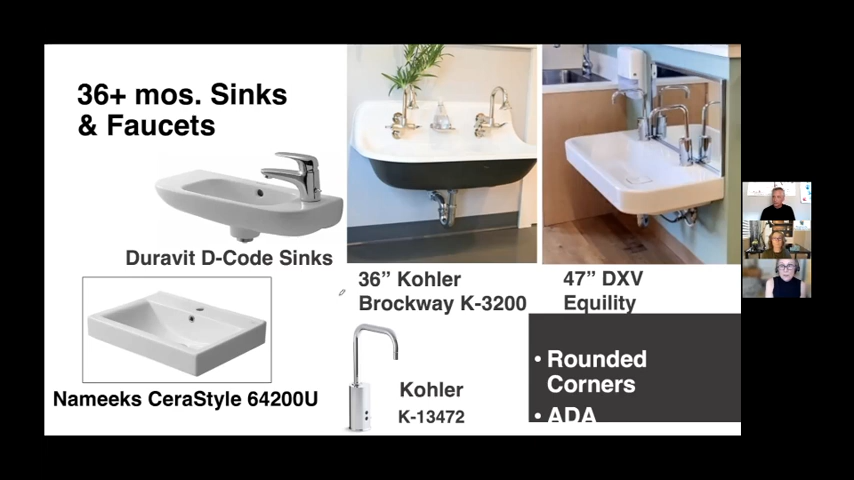 36+ mos. Sinks
& Faucets
Duravit D-Code Sinks
36” Kohler
Brockway K-3200
47” DXV
Equility
Nameeks CeraStyle 64200U
Kohler
K-13472
• Rounded
Corners
• ADA